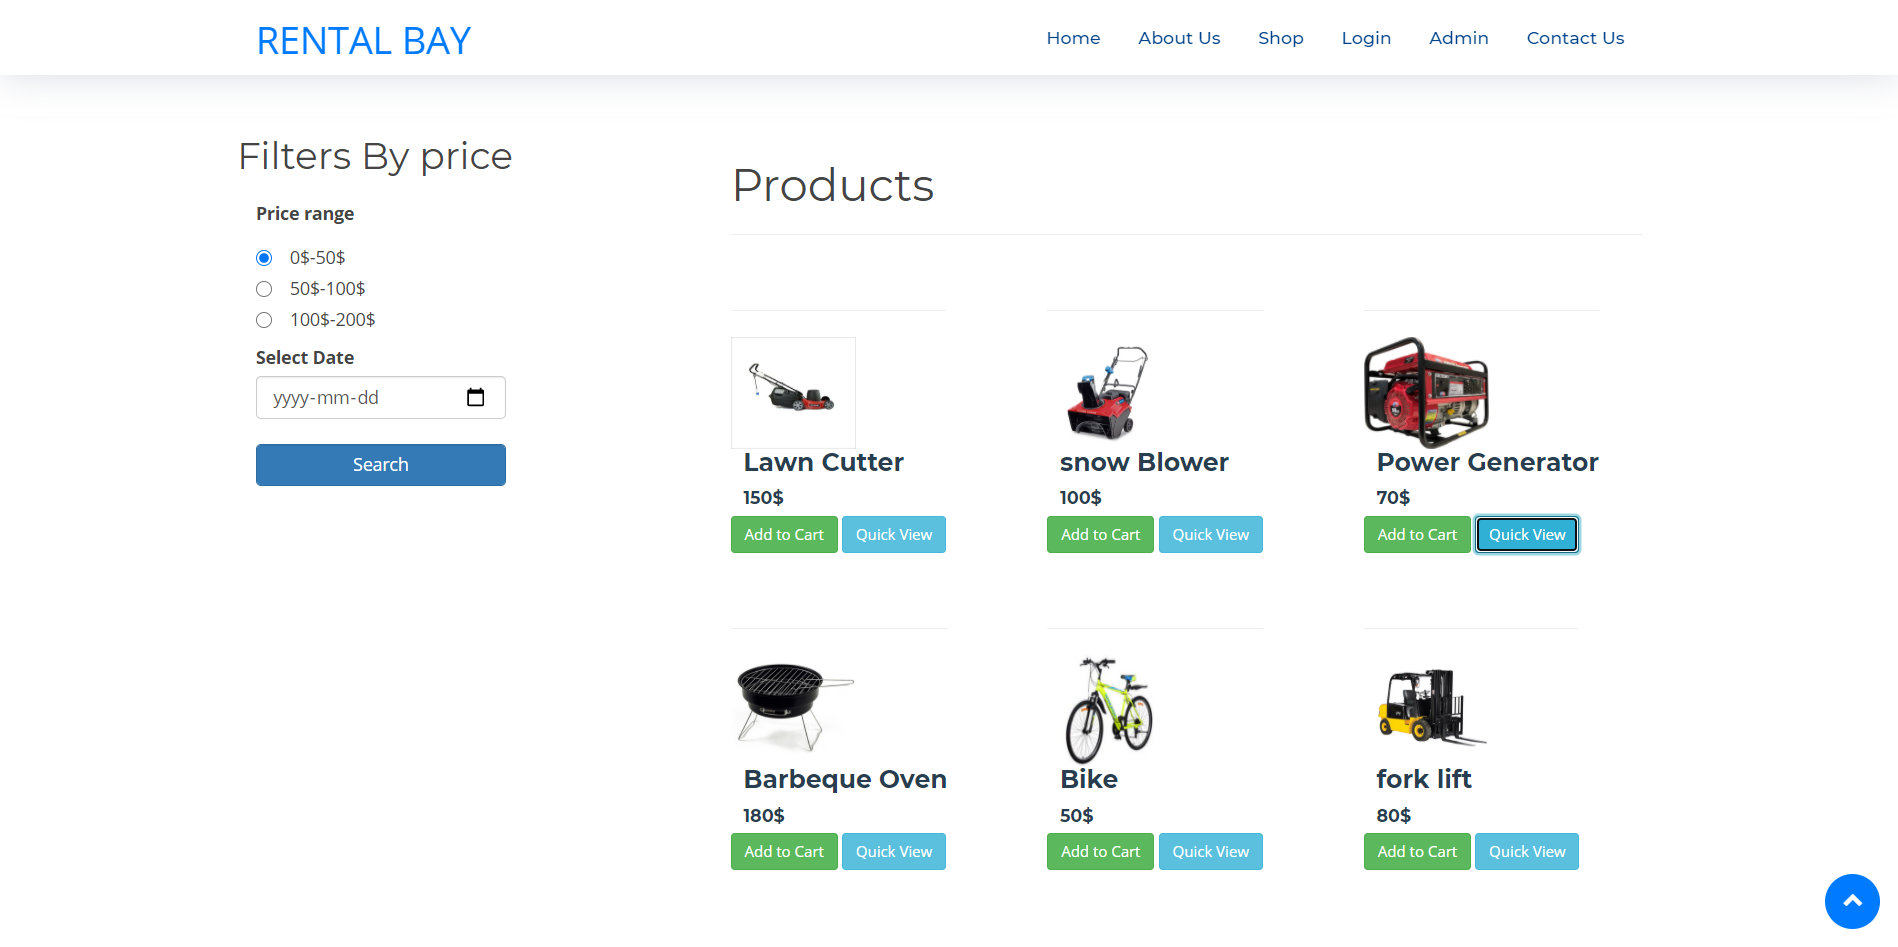 RENTAL BAY
Home About Us Shop Login Admin Contact Us
Filters By price
Price range
0$-50$
50$-100$
100$-200$
Select Date
yyyy-mm-dd
Search
Products
Lawn Cutter
150$
Add to Cart Quick View
snow Blower
100$
Add to Cart Quick View
Power Generator
70$
Add to Cart Quick View
Barbeque Oven
180$
Add to Cart Quick View
Bike
50$
Add to Cart Quick View
fork lift
80$
Add to Cart Quick View